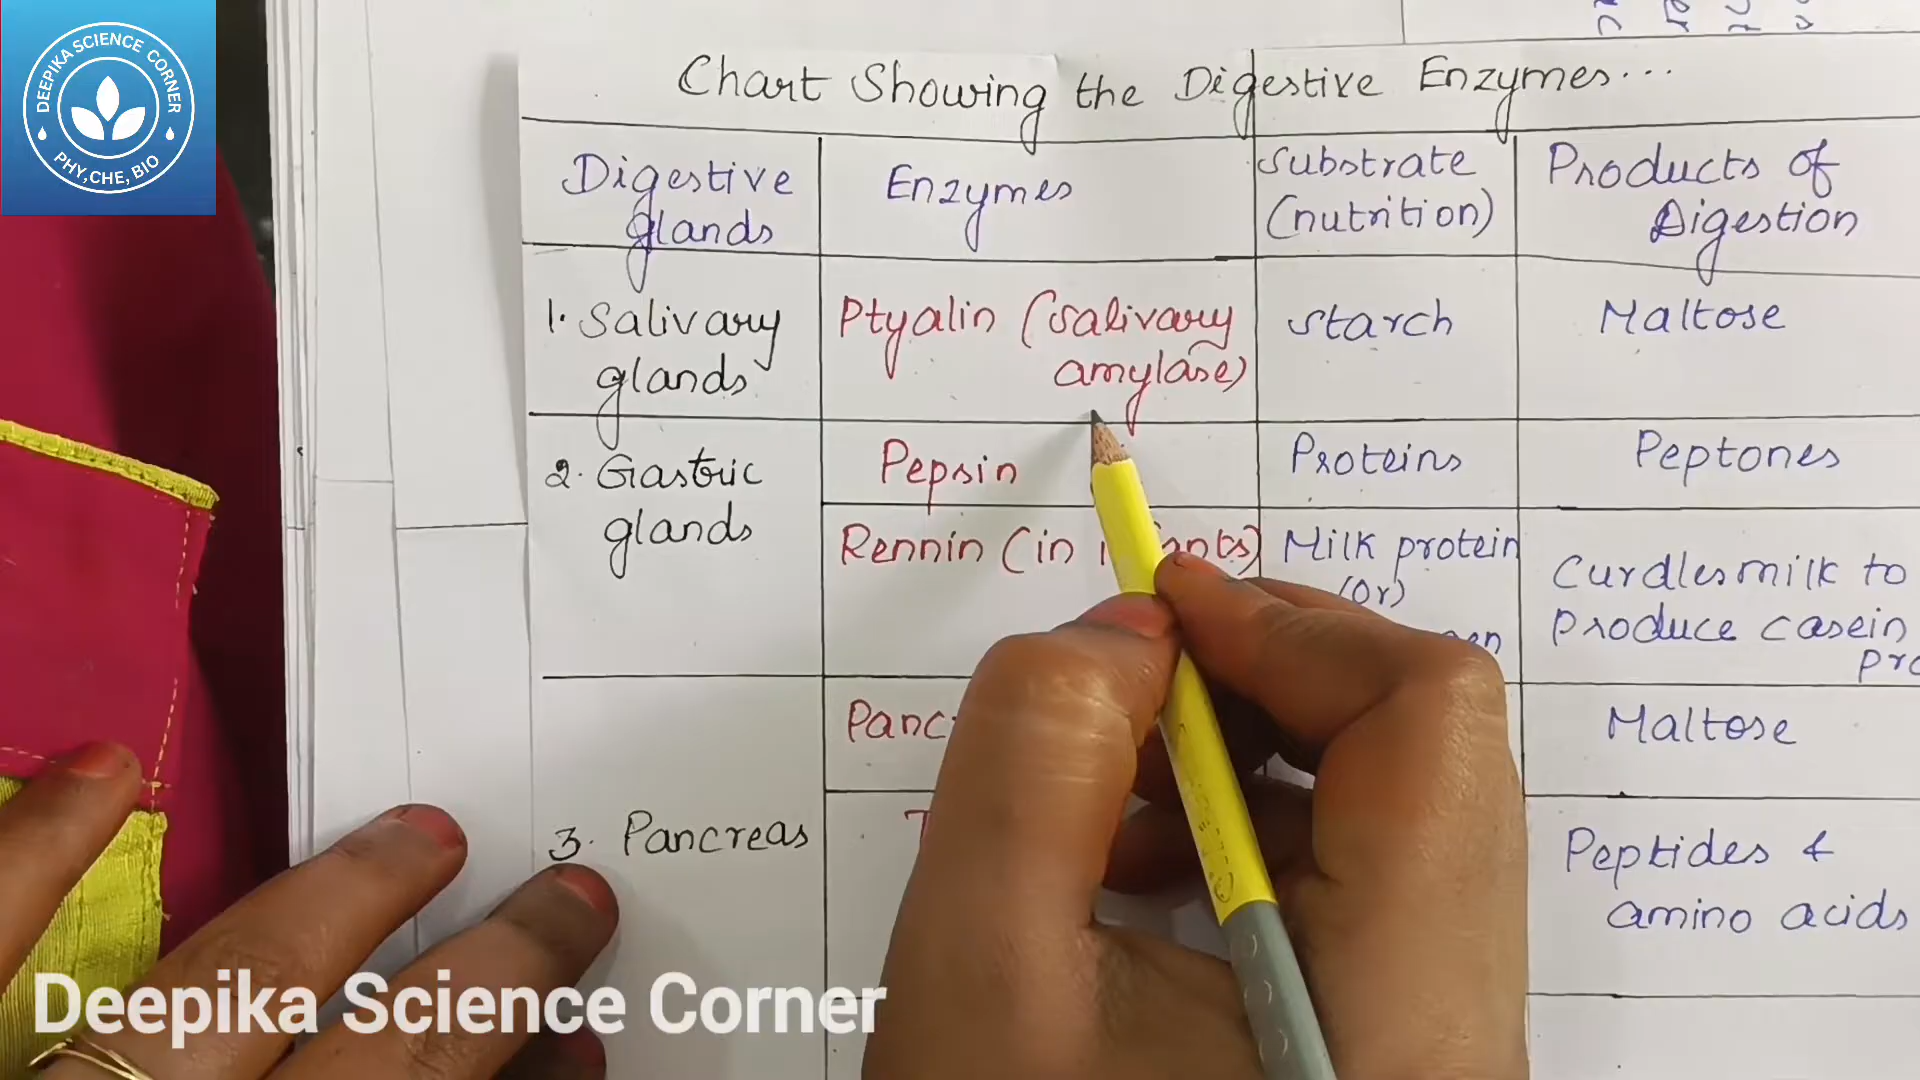 DEEPIKA SCIENCE CORNER
PHY,CHE, BIO
Chart Showing the Digestive Enzymes...
Digestive glands
Enzymes
Substrate (nutrition)
Products of Digestion
1. Salivary glands
Ptyalin (Salivary amylase)
Starch
Maltose
2. Gastric glands
Pepsin
Proteins
Peptones
Rennin (in
Milk protein (Or)
Curdles milk to produce casein
Maltose
3. Pancreas
Peptides & amino acids
Deepika Science Corner